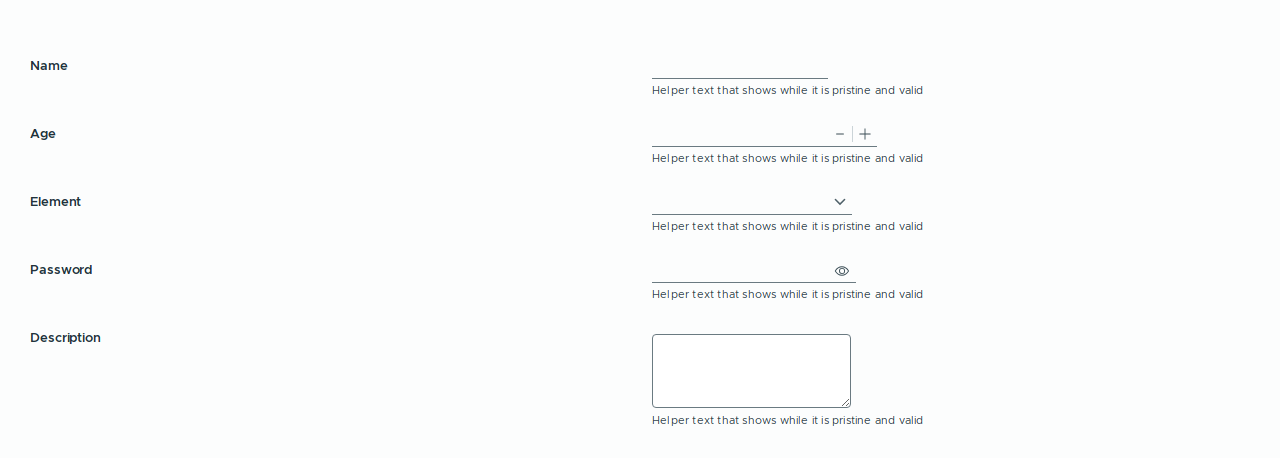 Name
Helper text that shows while it is pristine and valid
Age
Helper text that shows while it is pristine and valid
Element
Helper text that shows while it is pristine and valid
Password
Helper text that shows while it is pristine and valid
Description
Helper text that shows while it is pristine and valid